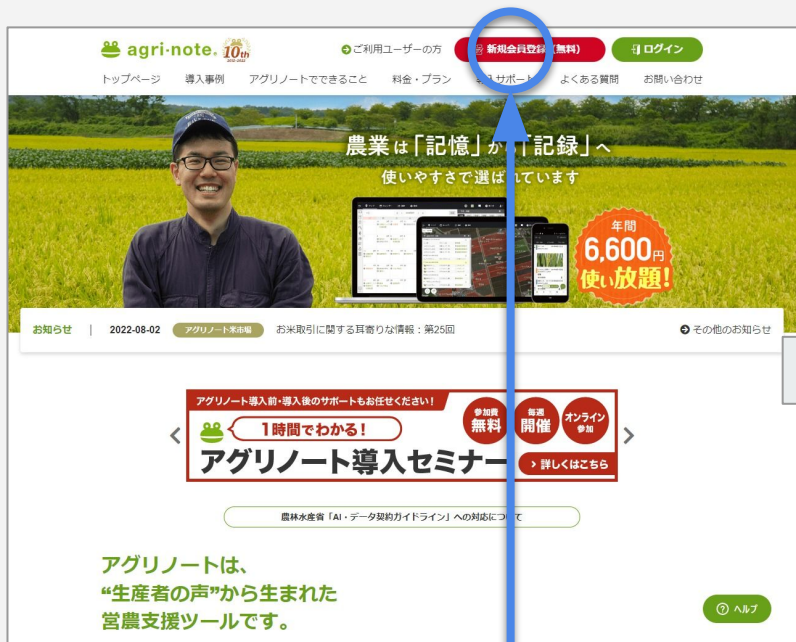 agri-note. 10th
ご利用ユーザーの方
新規会員登録(無料)
ログイン
トップページ 導入事例 アグリノートでできること 料金・プラン 導入サポート よくある質問 お問い合わせ
農業は「記憶」から「記録」へ
使いやすさで選ばれています
年間
6,600円
使い放題!
お知らせ | 2022-08-02 アグリノート米市場 お米取引に関する耳寄りな情報:第25回 その他のお知らせ
アグリノート導入前・導入後のサポートもお任せください!
1時間でわかる!
アグリノート導入セミナー
参加費
無料
毎週
開催
オンライン
参加
詳しくはこちら
農林水産省「AI・データ契約ガイドライン」への対応について
アグリノートは、
“生産者の声”から生まれた
営農支援ツールです。
ヘルプ